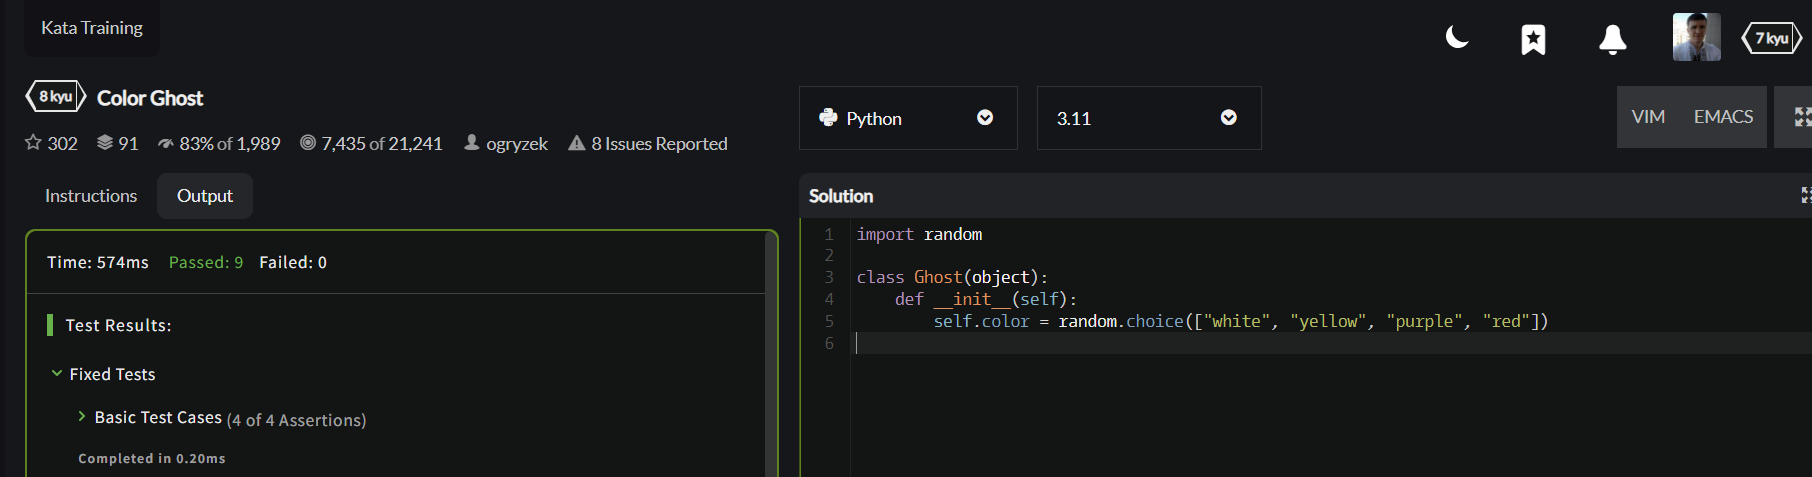 Kata Training
7 kyu
8 kyu Color Ghost
302 91 83% of 1,989 7,435 of 21,241 ogryzek 8 Issues Reported
Python
3.11
VIM EMACS
Instructions Output
Time: 574ms Passed: 9 Failed: 0
Test Results:
Fixed Tests
Basic Test Cases (4 of 4 Assertions)
Completed in 0.20ms
Solution
1 import random
2
3 class Ghost(object):
4     def __init__(self):
5         self.color = random.choice(["white", "yellow", "purple", "red"])
6